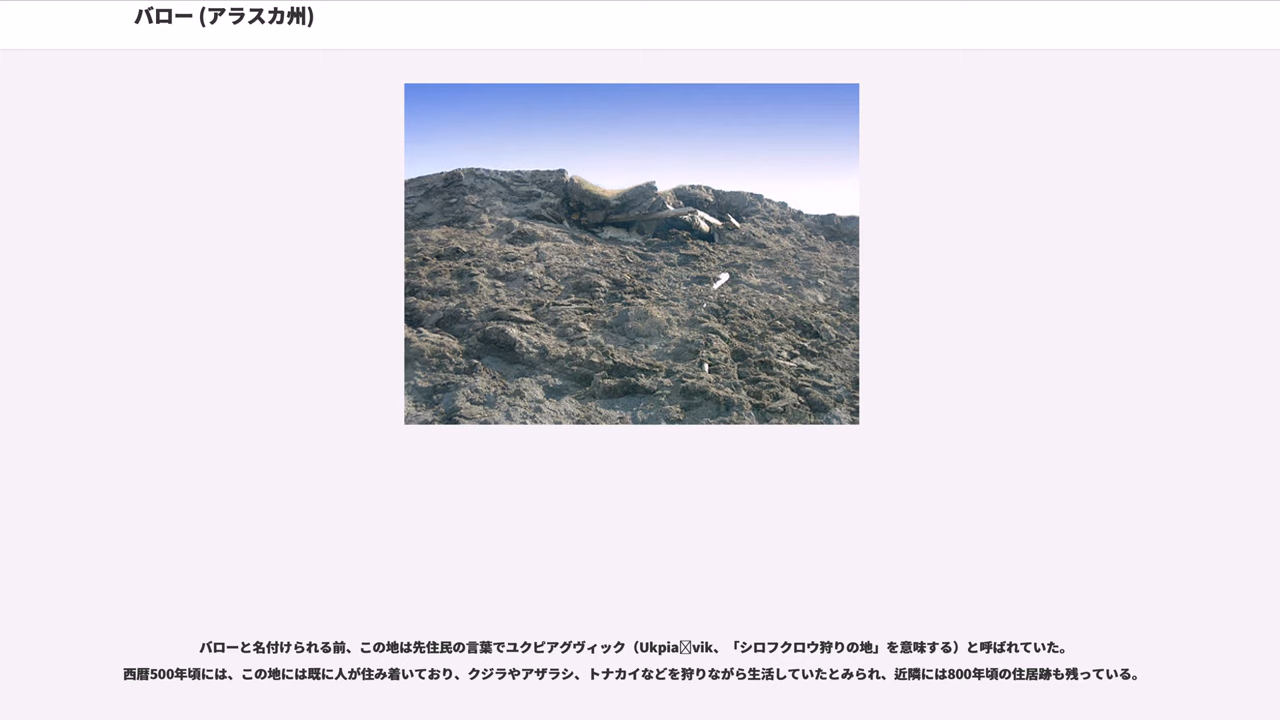 バロー (アラスカ州)
バローと名付けられる前、この地は先住民の言葉でユクピアグヴィック（Ukpia□vik、「シロフクロウ狩りの地」を意味する）と呼ばれていた。
西暦500年頃には、この地には既に人が住み着いており、クジラやアザラシ、トナカイなどを狩りながら生活していたとみられ、近隣には800年頃の住居跡も残っている。